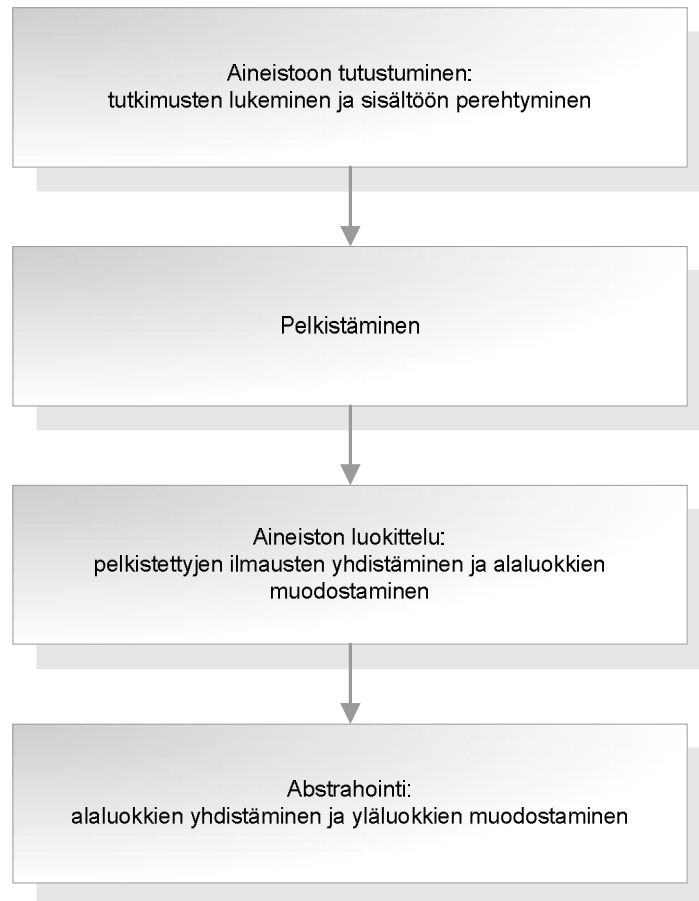 Aineistoon tutustuminen:
tutkimusten lukeminen ja sisältöön perehtyminen
Pelkistäminen
Aineiston luokittelu:
pelkistettyjen ilmausten yhdistäminen ja alaluokkien
muodostaminen
Abstrahointi:
alaluokkien yhdistäminen ja yläluokkien muodostaminen